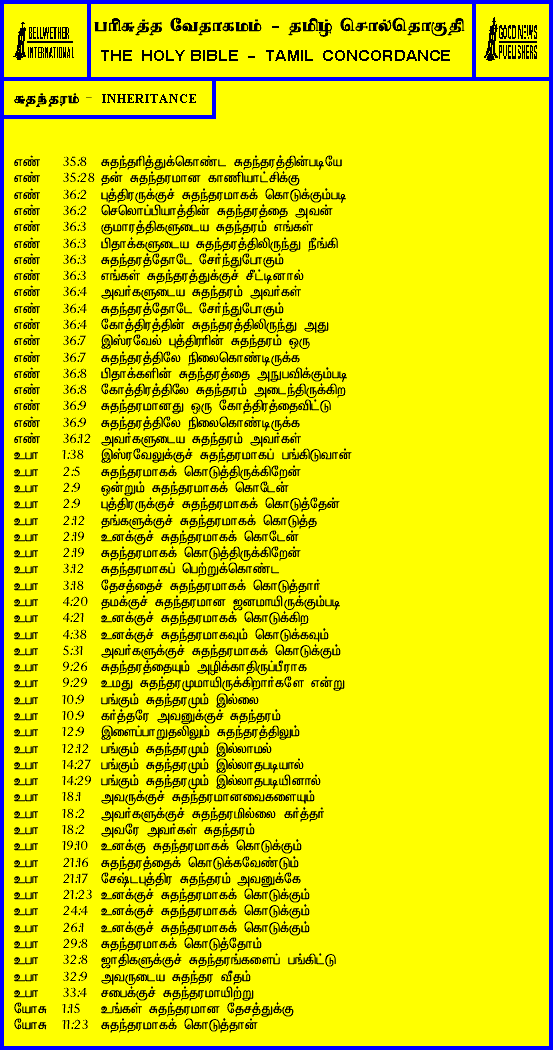 BELLWETHER
INTERNATIONAL
பரிசுத்த வேதாகமம் - தமிழ் சொல்தொகுதி
THE HOLY BIBLE - TAMIL CONCORDANCE
GOOD NEWS
PUBLISHERS
சுதந்தரம் - INHERITANCE
எண் 35:8 சுதந்தரித்துக்கொண்ட சுதந்தரத்தின்படியே
எண் 35:28 தன் சுதந்தரமான காணியாட்சிக்கு
எண் 36:2 புத்திரருக்குச் சுதந்தரமாகக் கொடுக்கும்படி
எண் 36:2 செலொப்பியாத்தின் சுதந்தரத்தை அவன்
எண் 36:3 குமாரத்திகளுடைய சுதந்தரம் எங்கள்
எண் 36:3 பிதாக்களுடைய சுதந்தரத்திலிருந்து நீங்கி
எண் 36:3 சுதந்தரத்தோடே சேர்ந்துபோகும்
எண் 36:3 எங்கள் சுதந்தரத்துக்குச் சீட்டினால்
எண் 36:4 அவர்களுடைய சுதந்தரம் அவர்கள்
எண் 36:4 சுதந்தரத்தோடே சேர்ந்துபோகும்
எண் 36:4 கோத்திரத்தின் சுதந்தரத்திலிருந்து அது
எண் 36:7 இஸ்ரவேல் புத்திரரின் சுதந்தரம் ஒரு
எண் 36:7 சுதந்தரத்திலே நிலைகொண்டிருக்க
எண் 36:8 பிதாக்களின் சுதந்தரத்தை அநுபவிக்கும்படி
எண் 36:8 கோத்திரத்திலே சுதந்தரம் அடைந்திருக்கிற
எண் 36:9 சுதந்தரமானது ஒரு கோத்திரத்தைவிட்டு
எண் 36:9 சுதந்தரத்திலே நிலைகொண்டிருக்க
எண் 36:12 அவர்களுடைய சுதந்தரம் அவர்கள்
உபா 1:38 இஸ்ரவேலுக்குச் சுதந்தரமாகப் பங்கிடுவான்
உபா 2:5 சுதந்தரமாகக் கொடுத்திருக்கிறேன்
உபா 2:9 ஒன்றும் சுதந்தரமாகக் கொடேன்
உபா 2:9 புத்திரருக்குச் சுதந்தரமாகக் கொடுத்தேன்
உபா 2:12 தங்களுக்குச் சுதந்தரமாகக் கொடுத்த
உபா 2:19 உனக்குச் சுதந்தரமாகக் கொடேன்
உபா 2:19 சுதந்தரமாகக் கொடுத்திருக்கிறேன்
உபா 3:12 சுதந்தரமாகப் பெற்றுக்கொண்ட
உபா 3:18 தேசத்தைச் சுதந்தரமாகக் கொடுத்தார்
உபா 4:20 தமக்குச் சுதந்தரமான ஜனமாயிருக்கும்படி
உபா 4:21 உனக்குச் சுதந்தரமாகக் கொடுக்கிற
உபா 4:38 உனக்குச் சுதந்தரமாகவும் கொடுக்கவும்
உபா 5:31 அவர்களுக்குச் சுதந்தரமாகக் கொடுக்கும்
உபா 9:26 சுதந்தரத்தையும் அழிக்காதிருப்பீராக
உபா 9:29 உமது சுதந்தரமுமாயிருக்கிறார்களே என்று
உபா 10:9 பங்கும் சுதந்தரமும் இல்லை
உபா 10:9 கர்த்தரே அவனுக்குச் சுதந்தரம்
உபா 12:9 இளைப்பாறுதலிலும் சுதந்தரத்திலும்
உபா 12:12 பங்கும் சுதந்தரமும் இல்லாமல்
உபா 14:27 பங்கும் சுதந்தரமும் இல்லாதபடியால்
உபா 14:29 பங்கும் சுதந்தரமும் இல்லாதபடியினால்
உபா 18:1 அவருக்குச் சுதந்தரமானவைகளையும்
உபா 18:2 அவர்களுக்குச் சுதந்தரமில்லை கர்த்தர்
உபா 18:2 அவரே அவர்கள் சுதந்தரம்
உபா 19:10 உனக்கு சுதந்தரமாகக் கொடுக்கும்
உபா 21:16 சுதந்தரத்தைக் கொடுக்கவேண்டும்
உபா 21:17 சேஷ்டபுத்திர சுதந்தரம் அவனுக்கே
உபா 21:23 உனக்குச் சுதந்தரமாகக் கொடுக்கும்
உபா 24:4 உனக்குச் சுதந்தரமாகக் கொடுக்கும்
உபா 26:1 உனக்குச் சுதந்தரமாகக் கொடுக்கும்
உபா 29:8 சுதந்தரமாகக் கொடுத்தோம்
உபா 32:8 ஜாதிகளுக்குச் சுதந்தரங்களைப் பங்கிட்டு
உபா 32:9 அவருடைய சுதந்தர வீதம்
உபா 33:4 சபைக்குச் சுதந்தரமாயிற்று
யோசு 1:15 உங்கள் சுதந்தரமான தேசத்துக்கு
யோசு 11:23 சுதந்தரமாகக் கொடுத்தான்